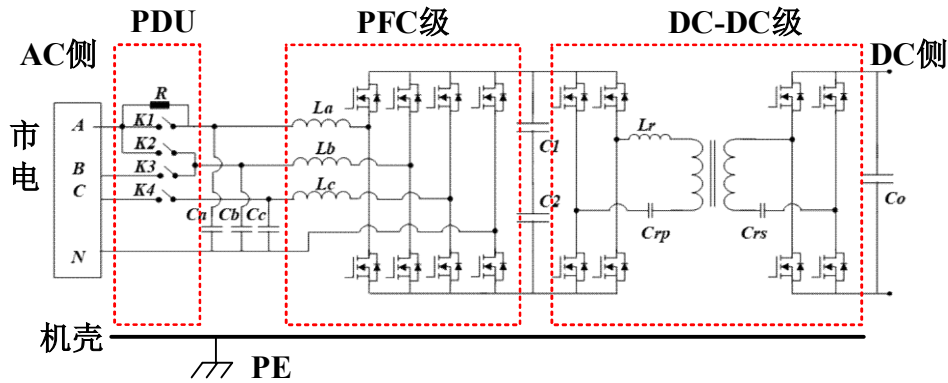 PDU
PFC级
DC-DC级
AC侧
DC侧
市电
R
A
K1
K2
B
K3
C
K4
N
La
Lb
Lc
Ca
Cb
Cc
C1
C2
Lr
Crp
Crs
Co
机壳
PE